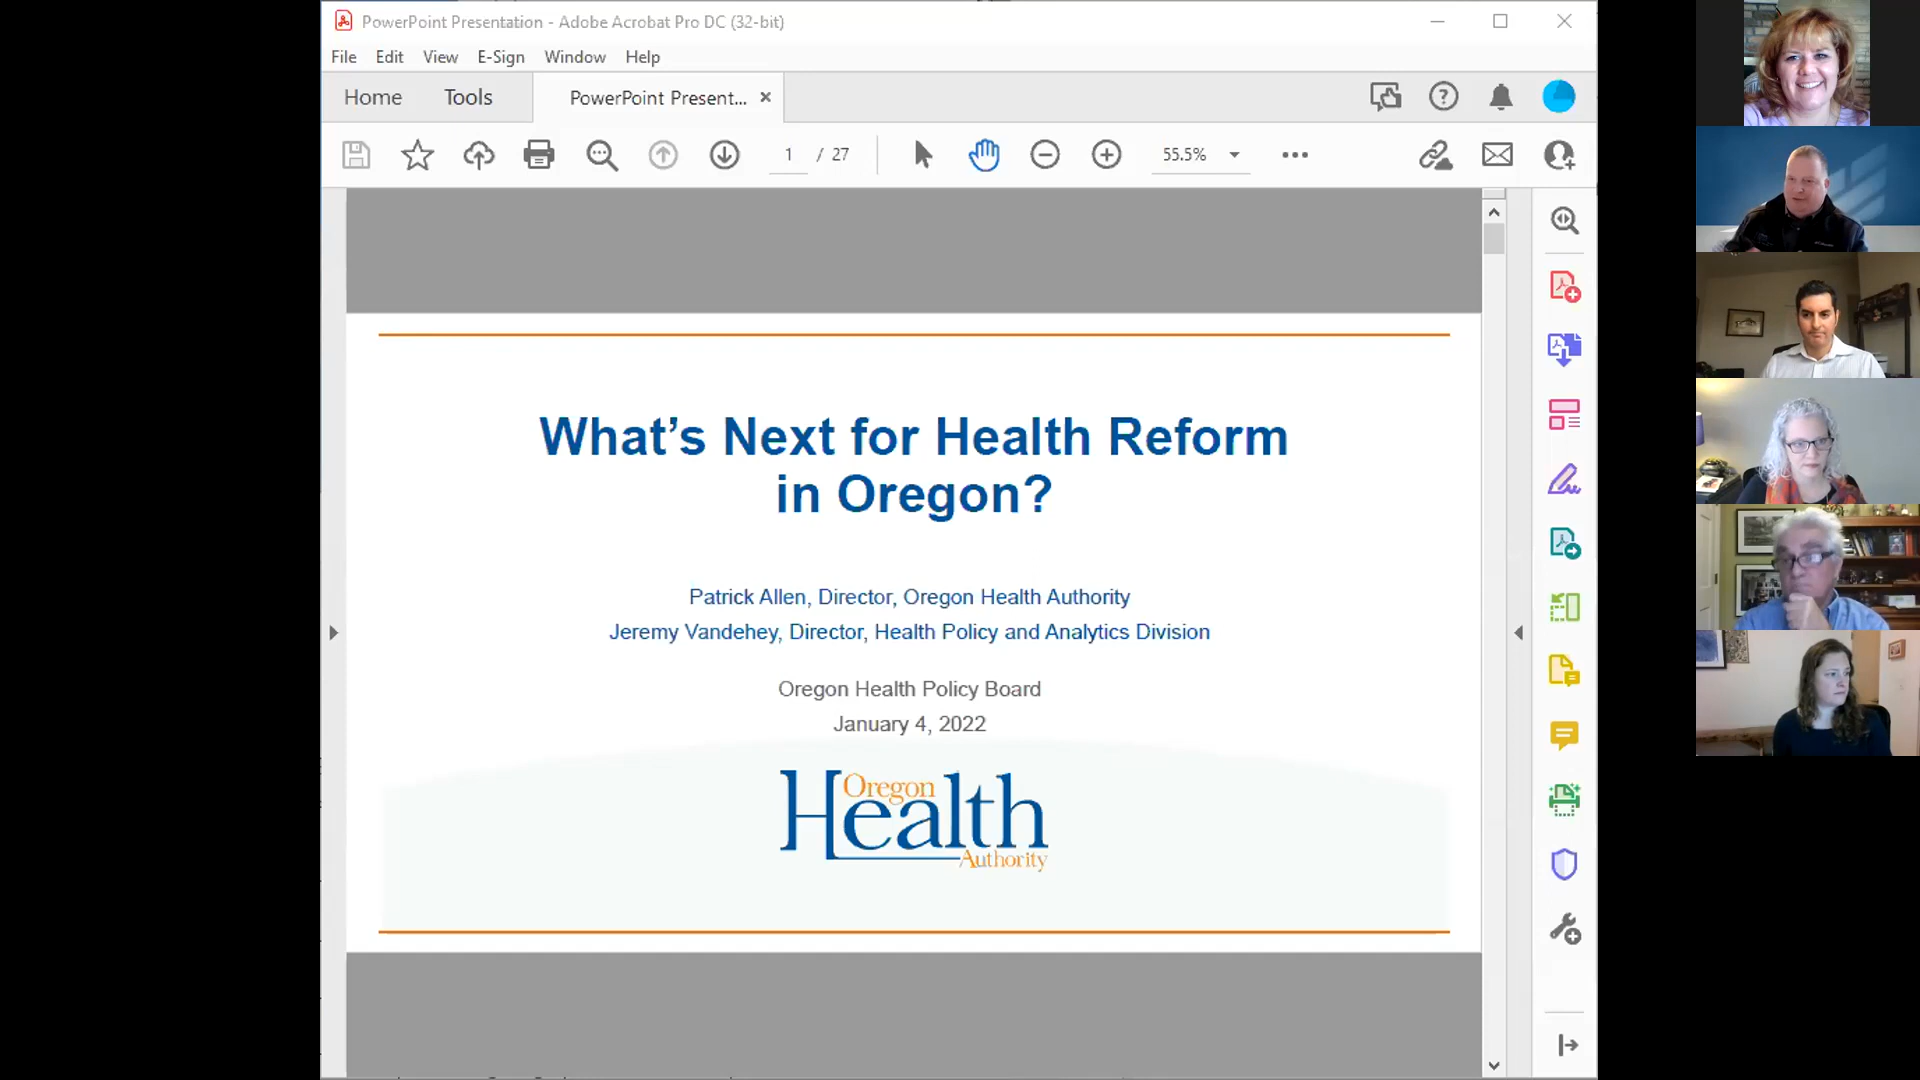 PowerPoint Presentation - Adobe Acrobat Pro DC (32-bit)
File Edit View E-Sign Window Help
Home Tools PowerPoint Present...
1 / 27 55.5%
What's Next for Health Reform
in Oregon?
Patrick Allen, Director, Oregon Health Authority
Jeremy Vandehey, Director, Health Policy and Analytics Division
Oregon Health Policy Board
January 4, 2022
Oregon
Health
Authority